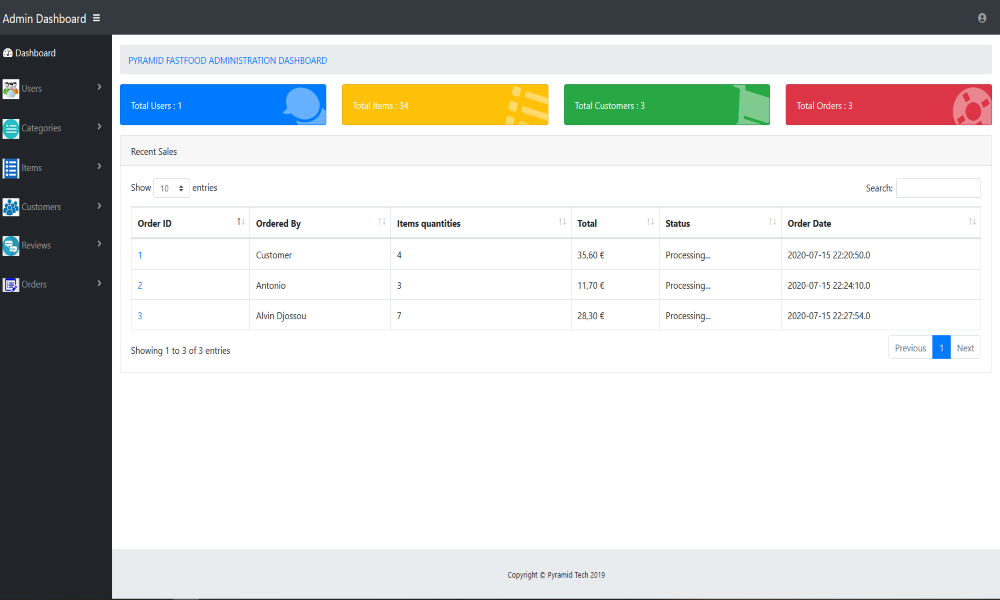 Admin Dashboard
Dashboard
Users
Categories
Items
Customers
Reviews
Orders
PYRAMID FASTFOOD ADMINISTRATION DASHBOARD
Total Users : 1 Total Items : 34 Total Customers : 3 Total Orders : 3
Recent Sales
Show 10 entries Search:
Order ID Ordered By Items quantities Total Status Order Date
1 Customer 4 35,60 € Processing... 2020-07-15 22:20:50.0
2 Antonio 3 11,70 € Processing... 2020-07-15 22:24:10.0
3 Alvin Djossou 7 28,30 € Processing... 2020-07-15 22:27:54.0
Showing 1 to 3 of 3 entries Previous 1 Next
Copyright © Pyramid Tech 2019